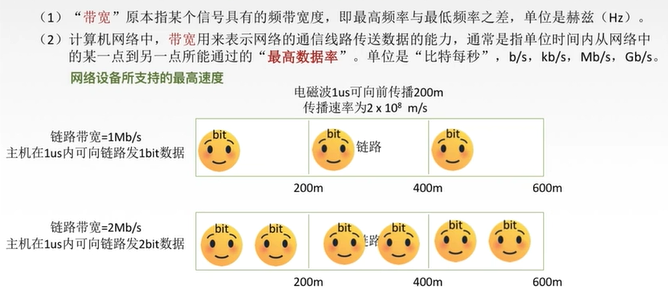 （1）“带宽”原本指某个信号具有的频带宽度，即最高频率与最低频率之差，单位是赫兹（Hz）。
（2）计算机网络中，带宽用来表示网络的通信线路传送数据的能力，通常是指单位时间内从网络中
的某一点到另一点所能通过的“最高数据率”。单位是“比特每秒”，b/s，kb/s，Mb/s，Gb/s。
网络设备所支持的最高速度
电磁波1us可向前传播200m
传播速率为2 x 10⁸ m/s
链路带宽=1Mb/s
主机在1us内可向链路发1bit数据
bit bit 链路 bit
200m 400m 600m
链路带宽=2Mb/s
主机在1us内可向链路发2bit数据
bit bit bit 路 bit bit bit
200m 400m 600m